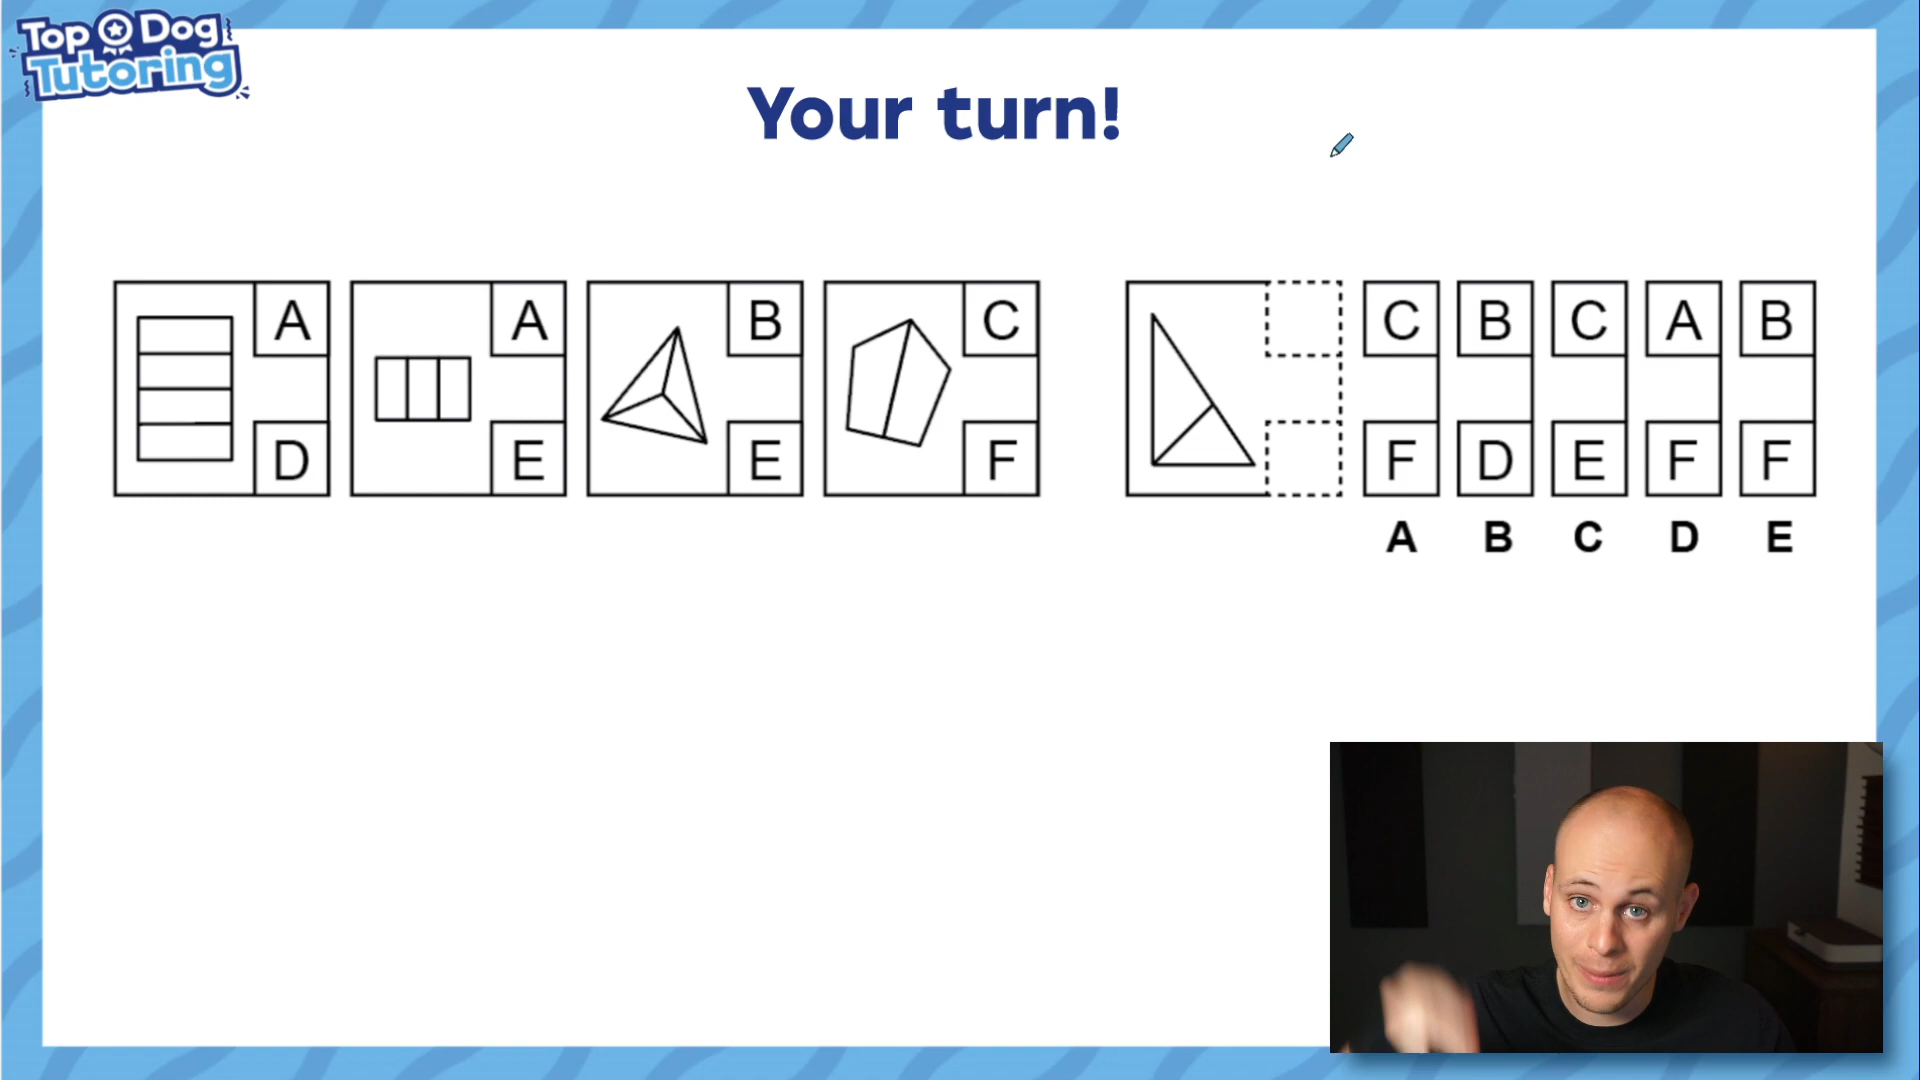 Top Dog
Tutoring
Your turn!
A A B C C B C A B
D E E F F D E F F
A B C D E